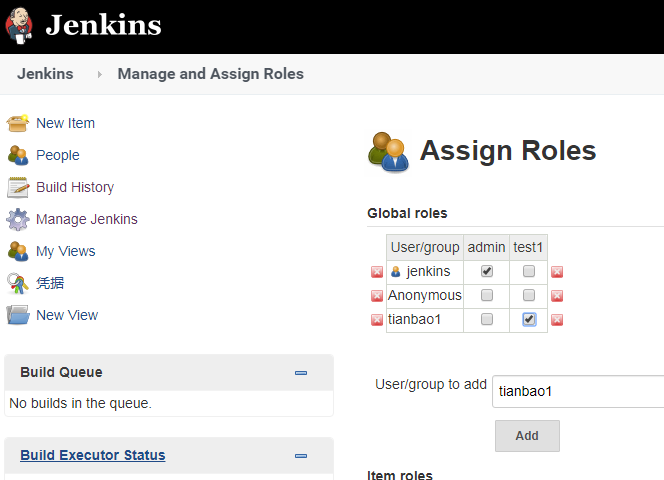 Jenkins
Jenkins Manage and Assign Roles
New Item
People
Build History
Manage Jenkins
My Views
凭据
New View
Build Queue
No builds in the queue.
Build Executor Status
Assign Roles
Global roles
User/group admin test1
jenkins
Anonymous
tianbao1
User/group to add tianbao1
Add
Item roles